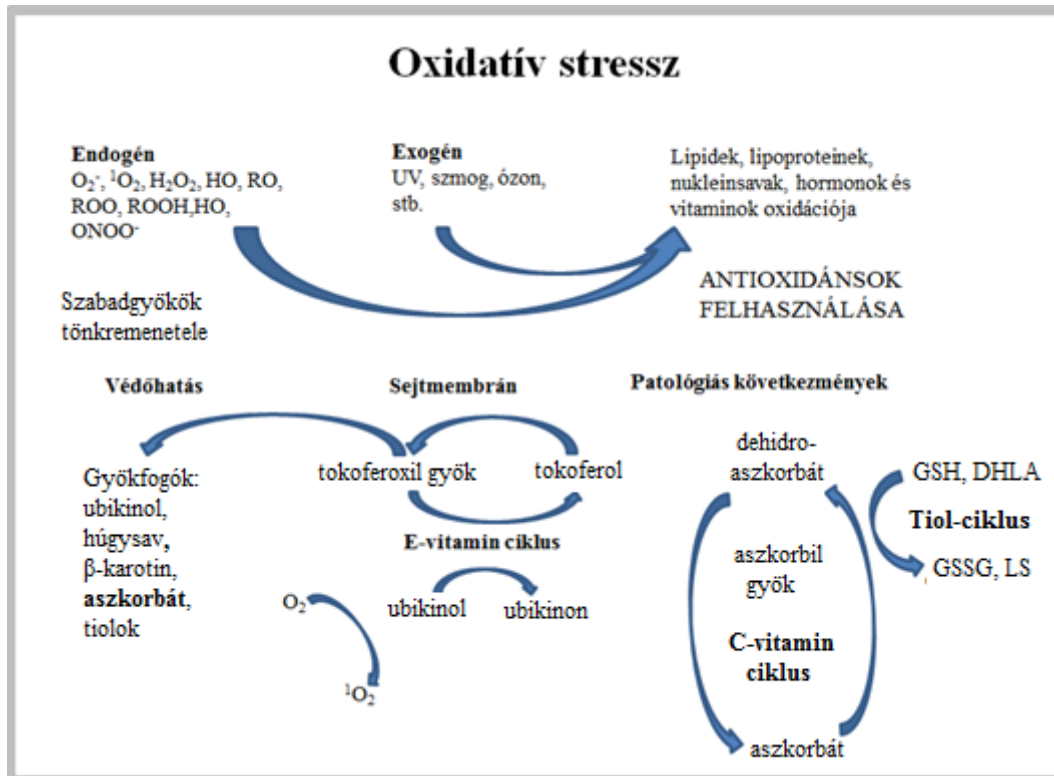 Oxidatív stressz
Endogén
O₂⁻, ¹O₂, H₂O₂, HO, RO,
ROO, ROOH,HO,
ONOO⁻
Exogén
UV, szmog, ózon,
stb.
Lipidek, lipoproteinek,
nukleinsavak, hormonok és
vitaminok oxidációja
ANTIOXIDÁNSOK
FELHASZNÁLÁSA
Szabadgyökök
tönkremenetele
Védőhatás
Sejtmembrán
Patológiás következmények
Gyökfogók:
ubikinol,
húgysav,
β-karotin,
aszkorbát,
tiolok
tokoferoxil gyök
tokoferol
E-vitamin ciklus
ubikinol
ubikinon
O₂
¹O₂
dehidro-
aszkorbát
aszkorbil
gyök
C-vitamin
ciklus
aszkorbát
GSH, DHLA
Tiol-ciklus
GSSG, LS